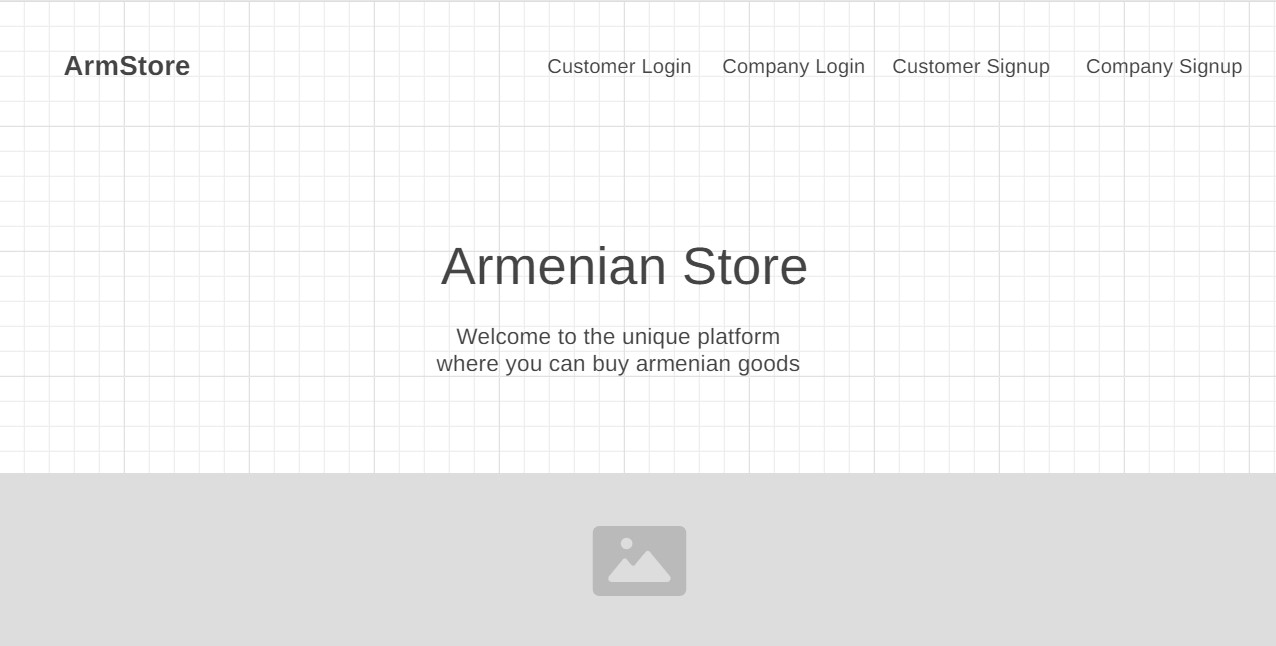 ArmStore
Customer Login
Company Login
Customer Signup
Company Signup
Armenian Store
Welcome to the unique platform
where you can buy armenian goods